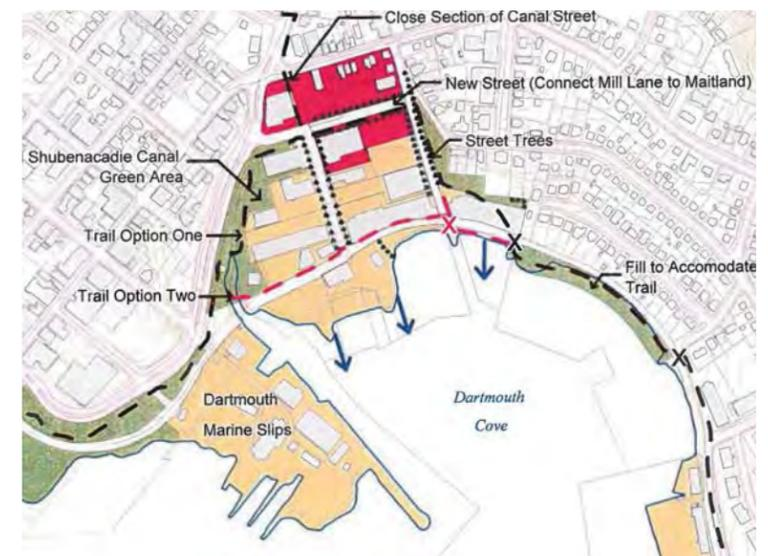 Close Section of Canal Street
New Street (Connect Mill Lane to Maitland)
Street Trees
Shubenacadie Canal
Green Area
Trail Option One
Trail Option Two
Fill to Accomodate
Trail
Dartmouth
Marine Slips
Dartmouth
Cove
X
X
X